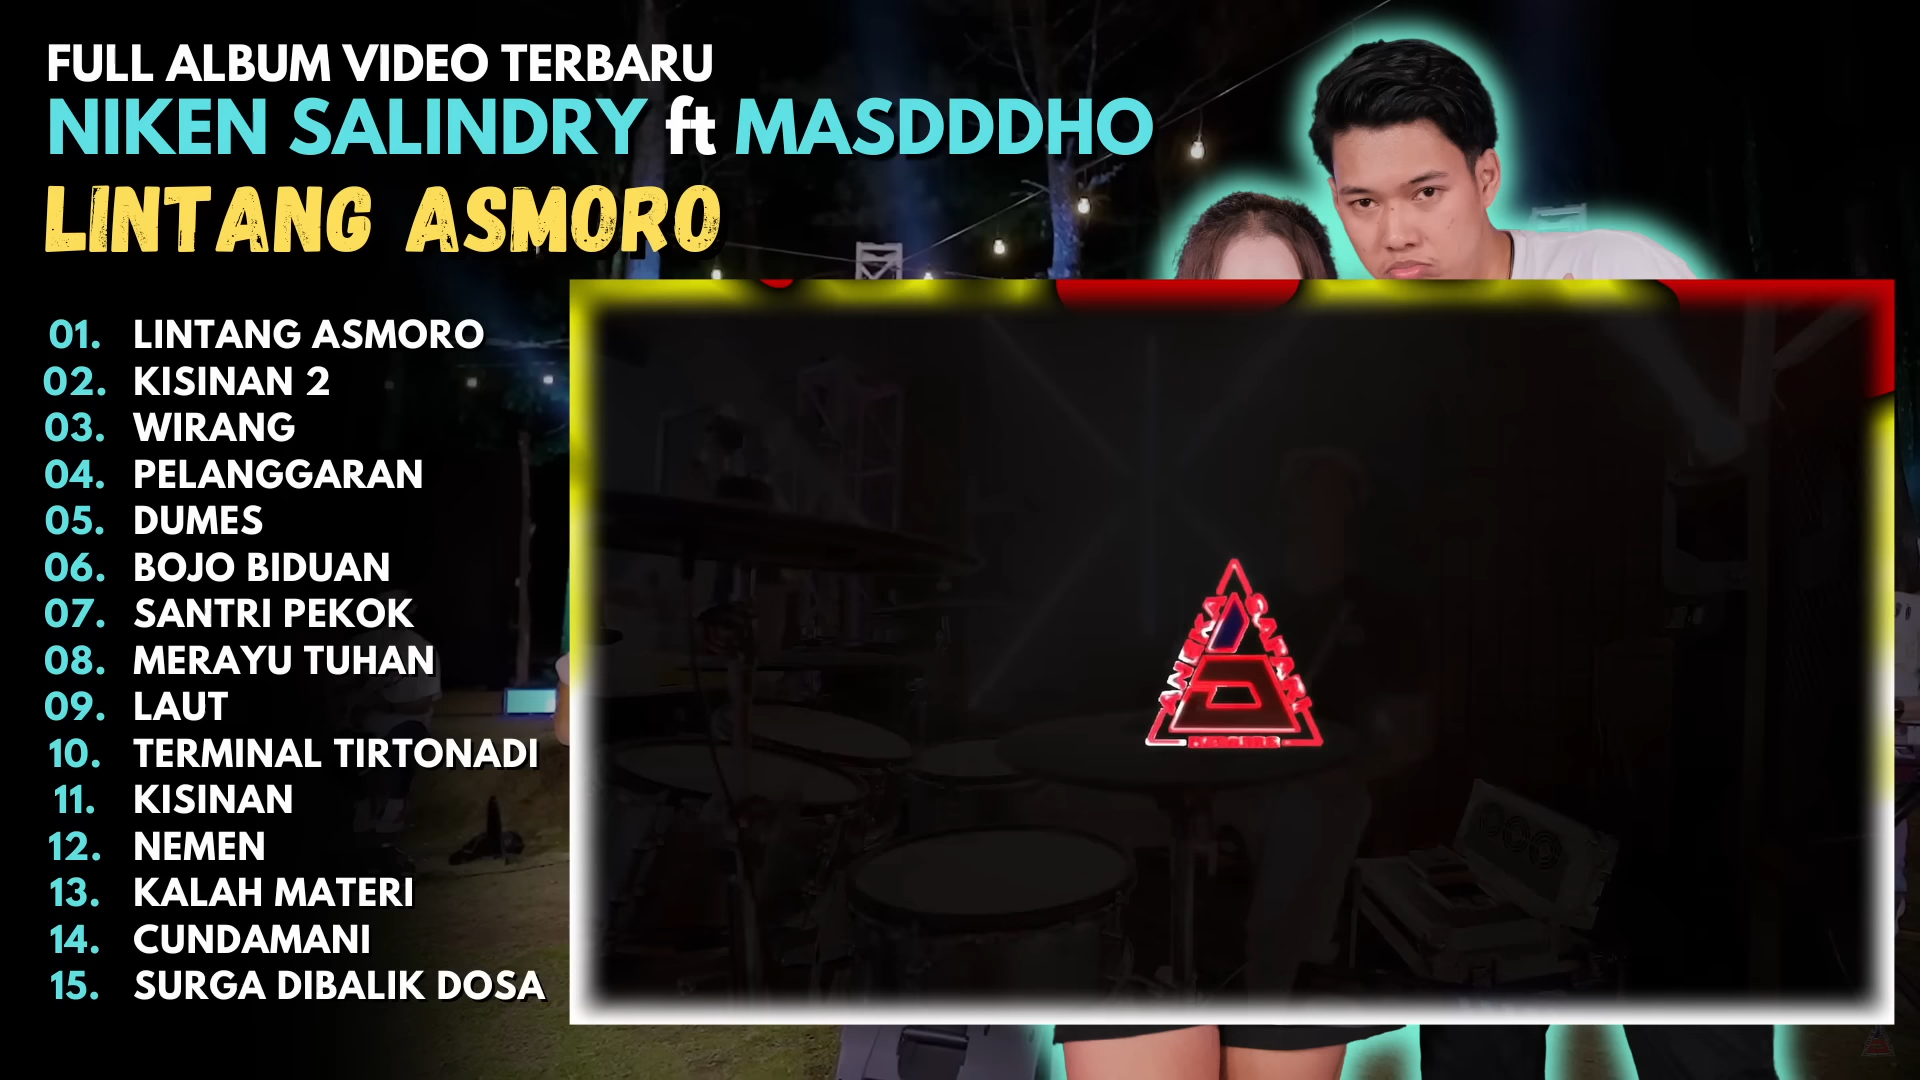 FULL ALBUM VIDEO TERBARU
NIKEN SALINDRY ft MASDDDHO
LINTANG ASMORO
01. LINTANG ASMORO
02. KISINAN 2
03. WIRANG
04. PELANGGARAN
05. DUMES
06. BOJO BIDUAN
07. SANTRI PEKOK
08. MERAYU TUHAN
09. LAUT
10. TERMINAL TIRTONADI
11. KISINAN
12. NEMEN
13. KALAH MATERI
14. CUNDAMANI
15. SURGA DIBALIK DOSA
ANEKA SAFARI